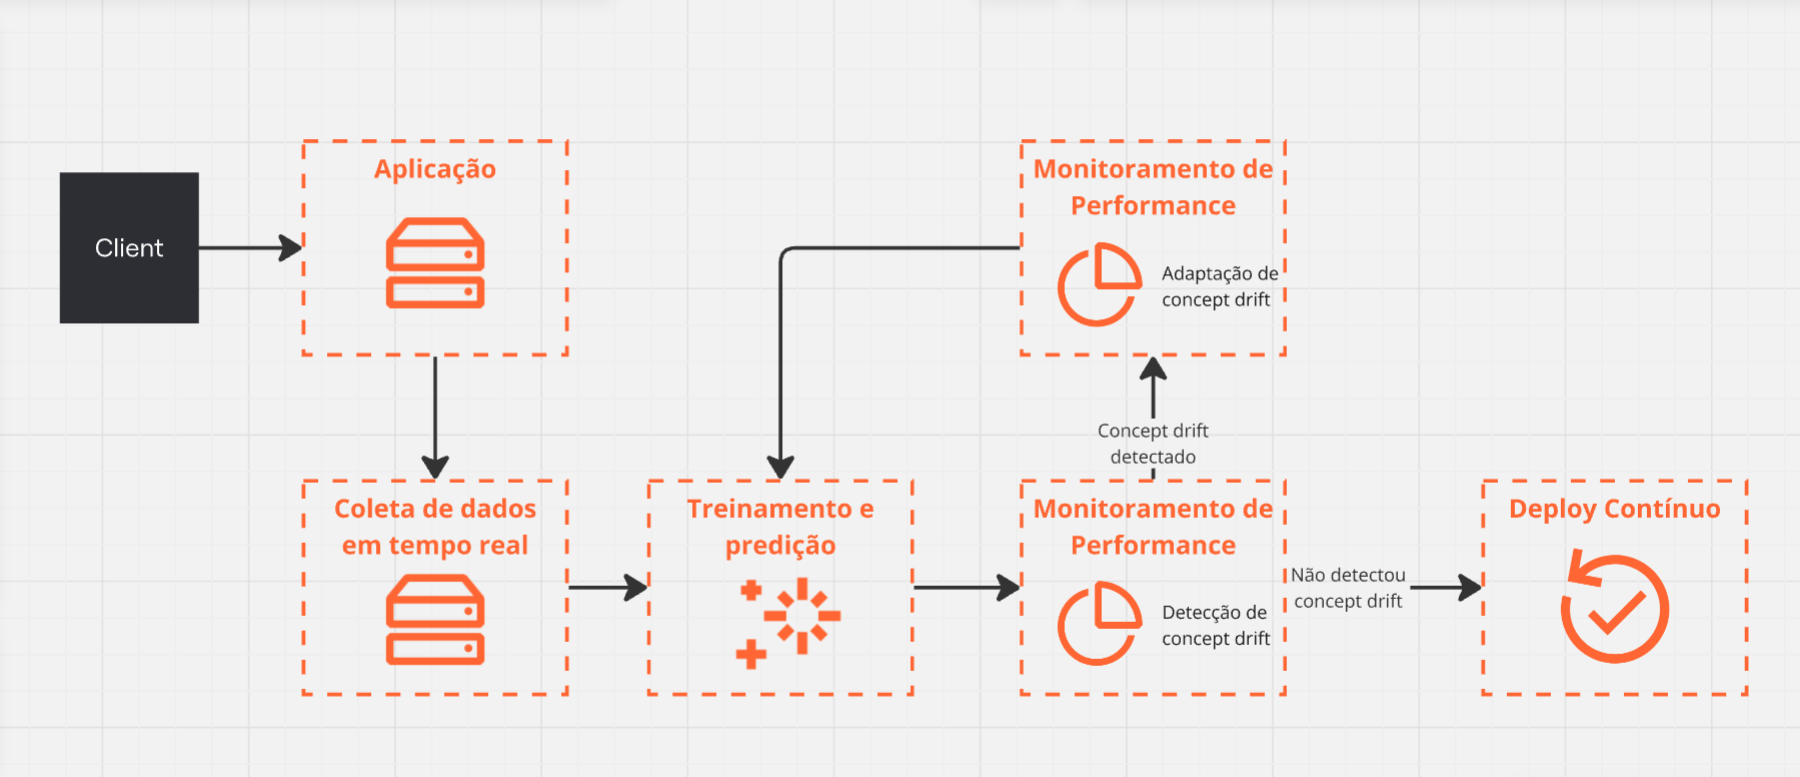 Client
Aplicação
Monitoramento de
Performance
Adaptação de
concept drift
Concept drift
detectado
Coleta de dados
em tempo real
Treinamento e
predição
Monitoramento de
Performance
Detecção de
concept drift
Não detectou
concept drift
Deploy Contínuo